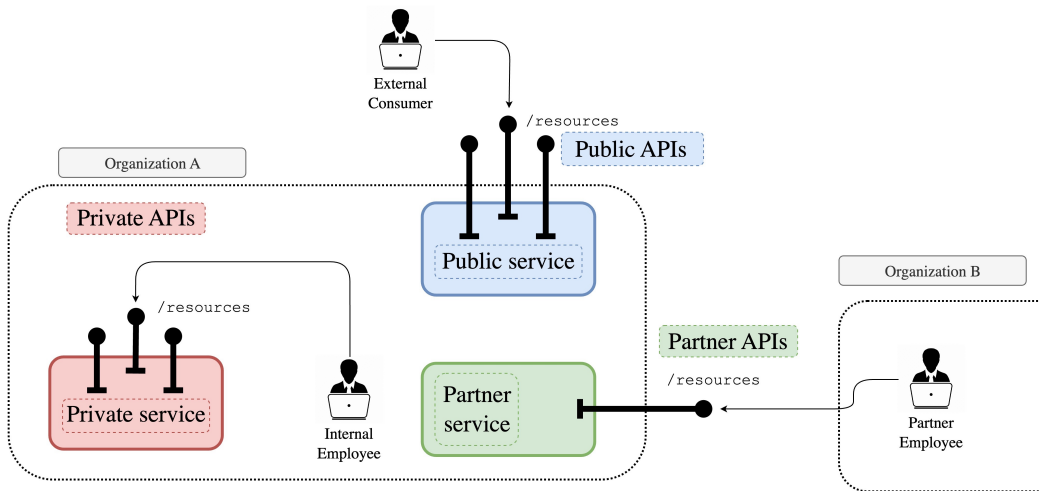 External
Consumer
/resources
Public APIs
Organization A
Private APIs
Public service
Organization B
/resources
Partner APIs
/resources
Private service
Internal
Employee
Partner
service
Partner
Employee